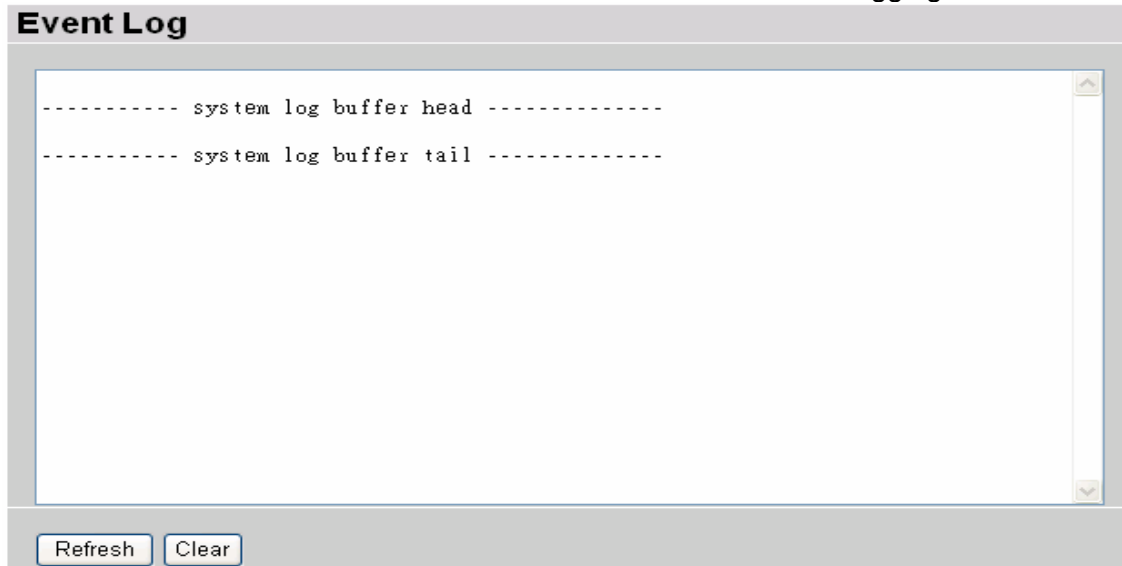 Event Log
----------- system log buffer head --------------
----------- system log buffer tail --------------
Refresh Clear